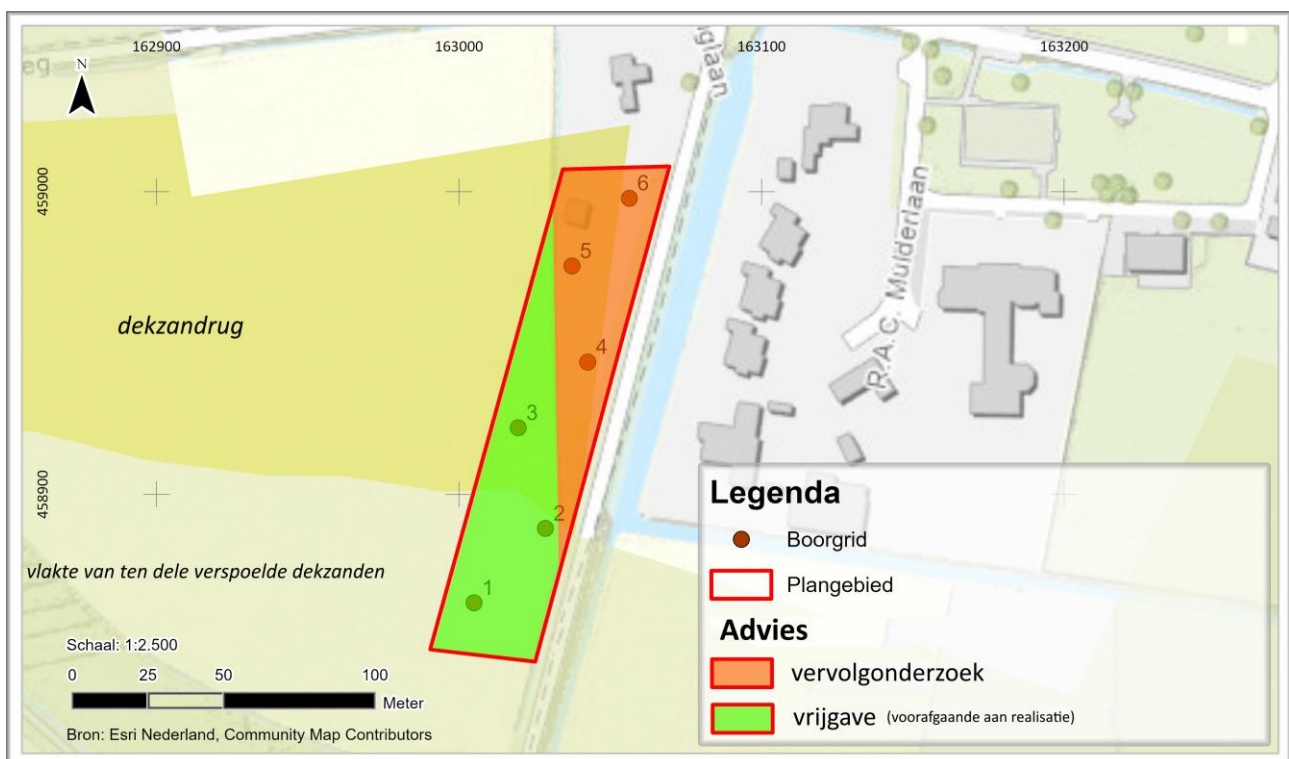 162900
163000
163100
163200
eg
N
glaan
459000
6
5
R.A.C. Mulderlaan
dekzandrug
4
3
458900
Legenda
2
Boorgrid
vlakte van ten dele verspoelde dekzanden
Plangebied
1
Advies
Schaal: 1:2.500
0 25 50 100
Meter
vervolgonderzoek
vrijgave (voorafgaande aan realisatie)
Bron: Esri Nederland, Community Map Contributors